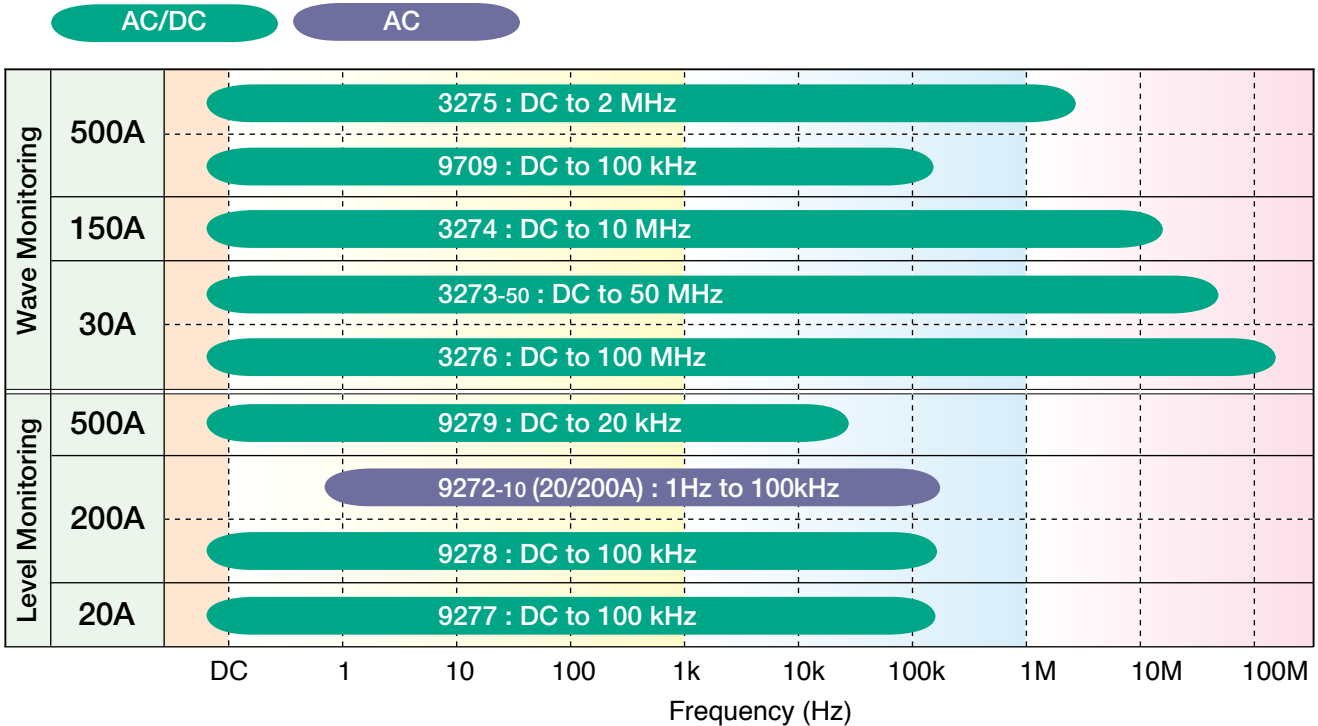 AC/DC AC
Wave Monitoring
500A
3275 : DC to 2 MHz
9709 : DC to 100 kHz
150A
3274 : DC to 10 MHz
30A
3273-50 : DC to 50 MHz
3276 : DC to 100 MHz
Level Monitoring
500A
9279 : DC to 20 kHz
200A
9272-10 (20/200A) : 1Hz to 100kHz
9278 : DC to 100 kHz
20A
9277 : DC to 100 kHz
DC 1 10 100 1k 10k 100k 1M 10M 100M
Frequency (Hz)